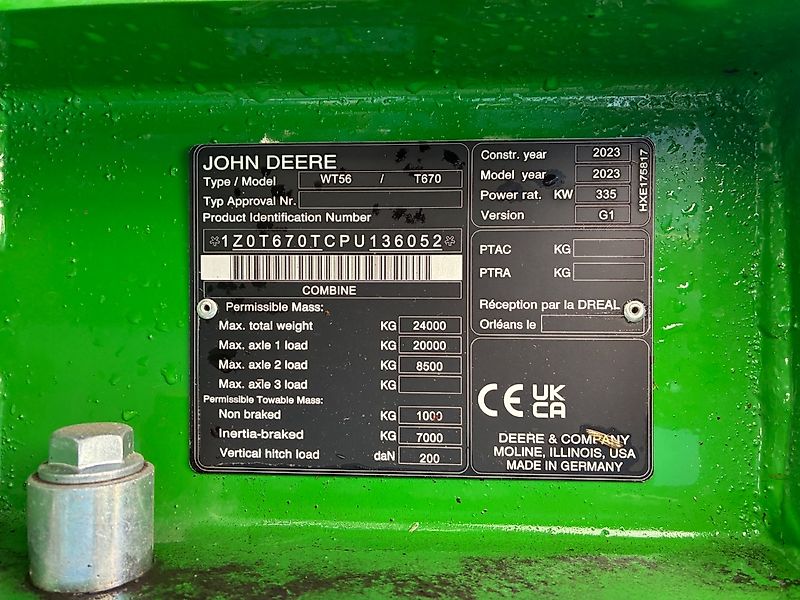 JOHN DEERE
Type / Model WT56 / T670
Typ Approval Nr.
Product Identification Number
*1Z0T670TCPU136052*
COMBINE
Permissible Mass:
Max. total weight KG 24000
Max. axle 1 load KG 20000
Max. axle 2 load KG 8500
Max. axle 3 load KG
Permissible Towable Mass:
Non braked KG 1000
Inertia-braked KG 7000
Vertical hitch load daN 200
Constr. year 2023
Model year 2023
Power rat. KW 335
Version G1
HXE175817
PTAC KG
PTRA KG
Réception par la DREAL
Orléans le
CE UK
CA
DEERE & COMPANY
MOLINE, ILLINOIS, USA
MADE IN GERMANY